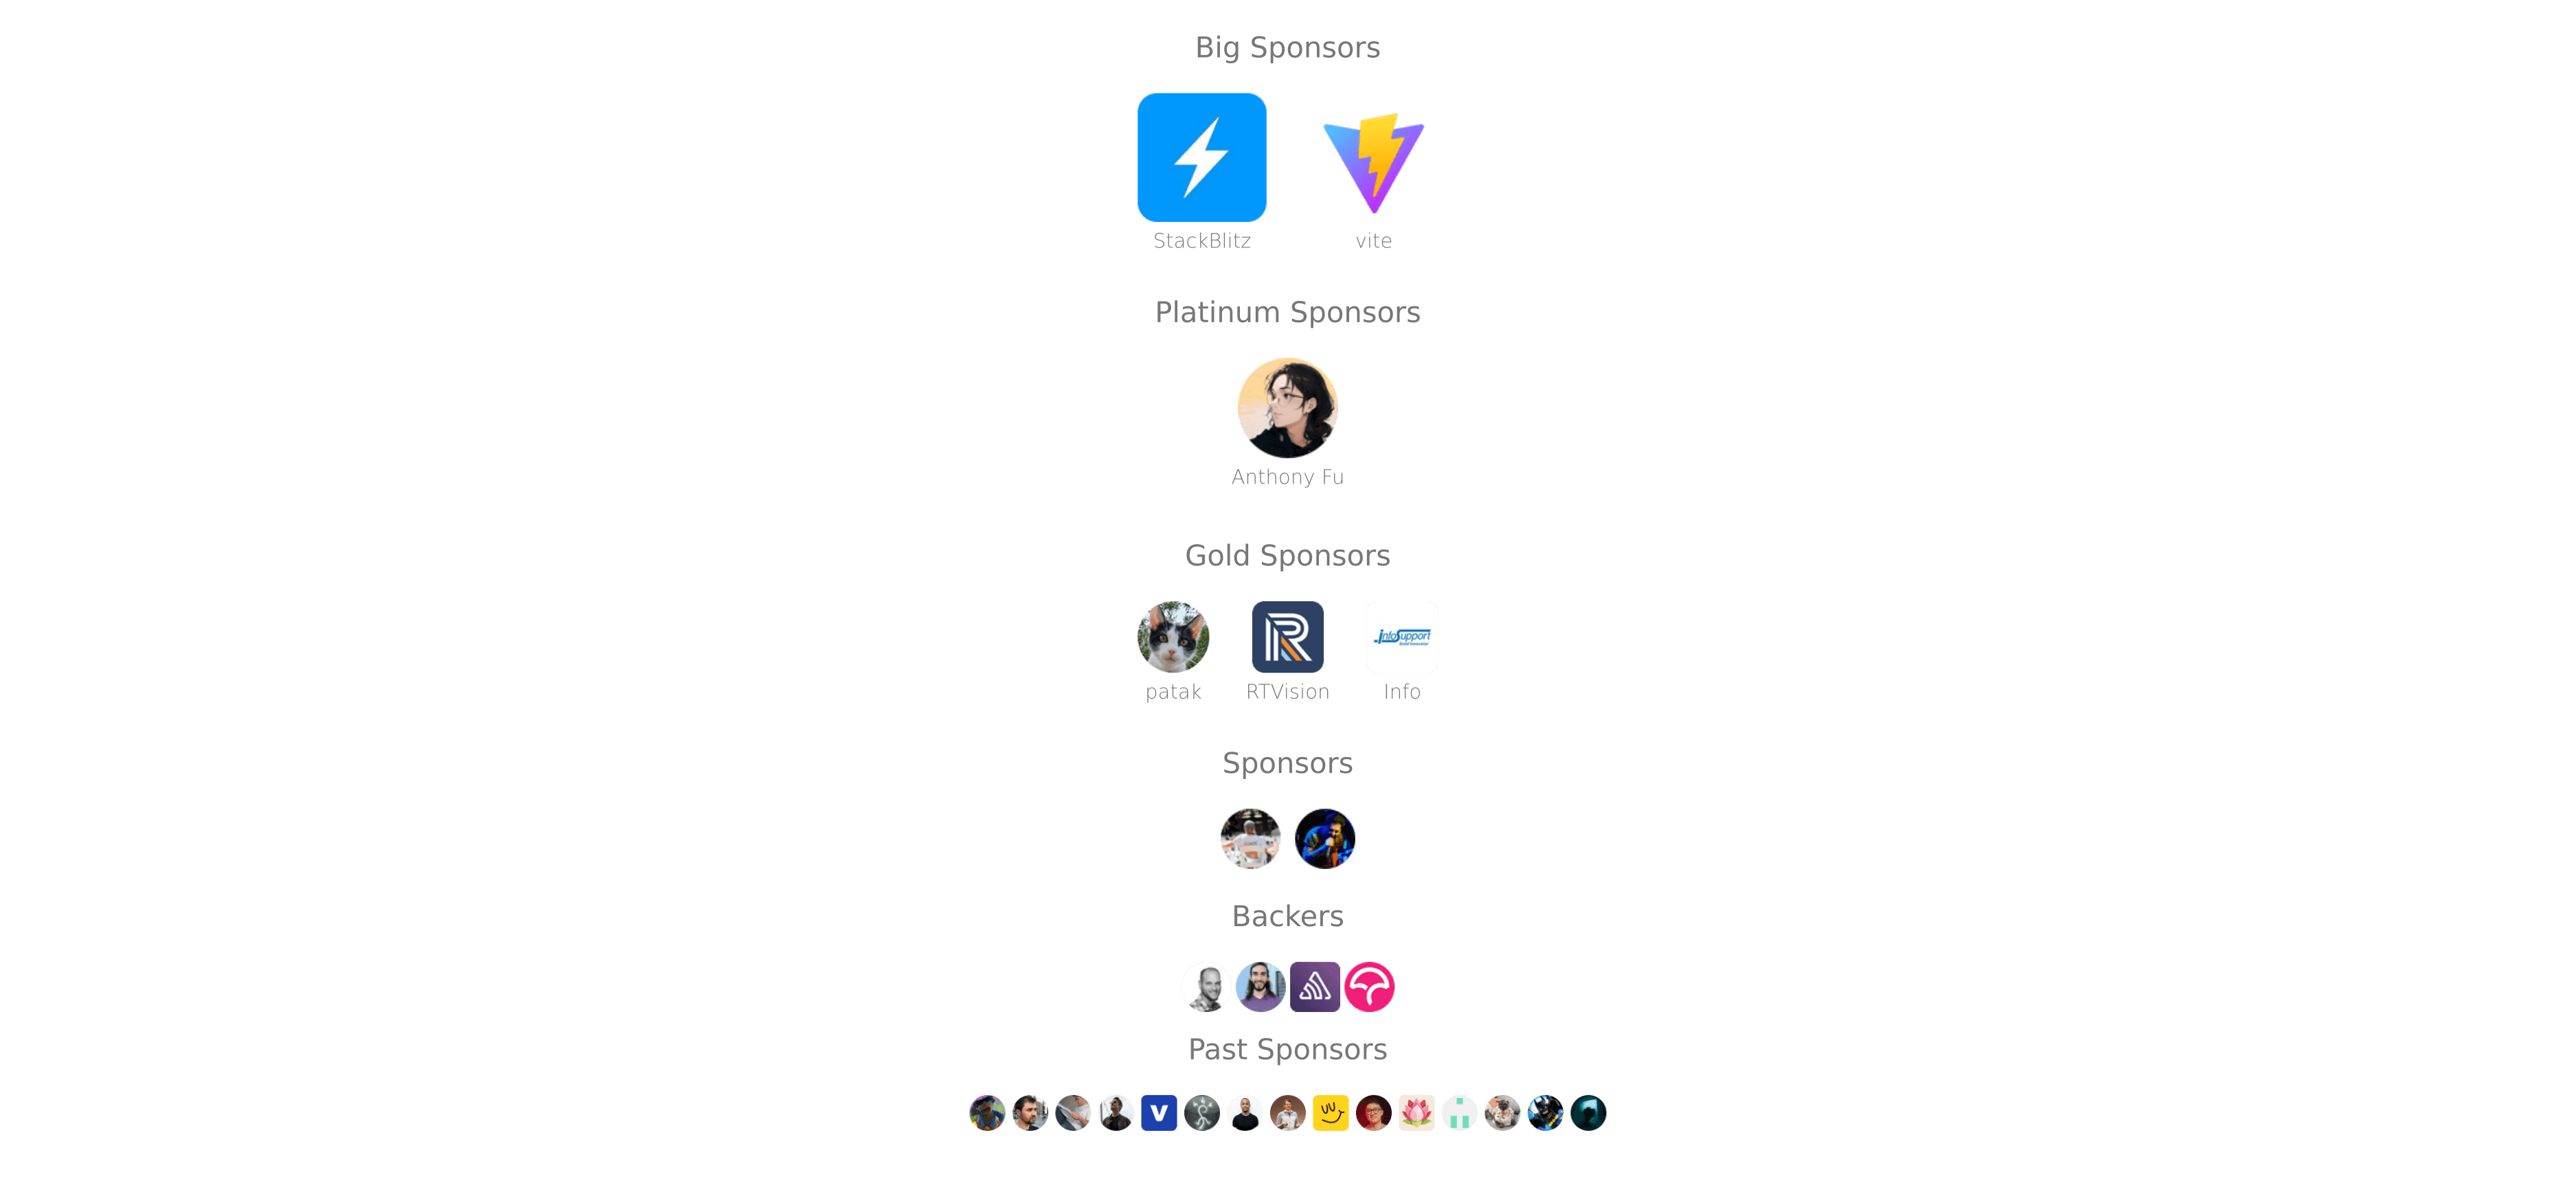 Big Sponsors
StackBlitz
vite
Platinum Sponsors
Anthony Fu
Gold Sponsors
R
infoSupport
patak
RTVision
Info
Sponsors
Backers
Past Sponsors
V